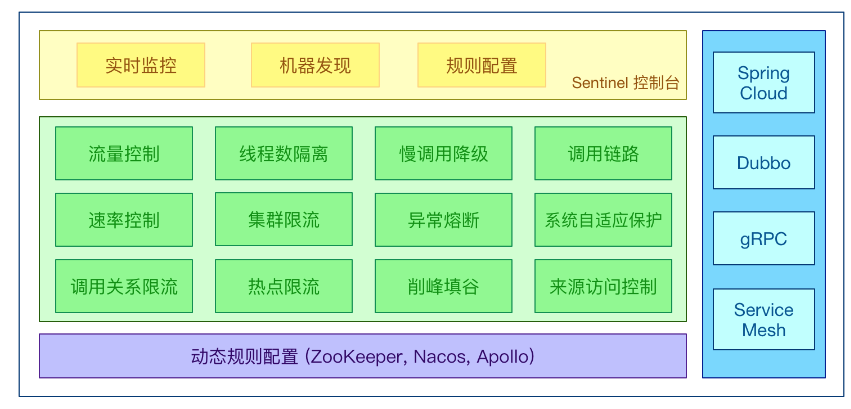 实时监控
机器发现
规则配置
Sentinel 控制台
流量控制
线程数隔离
慢调用降级
调用链路
速率控制
集群限流
异常熔断
系统自适应保护
调用关系限流
热点限流
削峰填谷
来源访问控制
动态规则配置 (ZooKeeper, Nacos, Apollo)
Spring
Cloud
Dubbo
gRPC
Service
Mesh